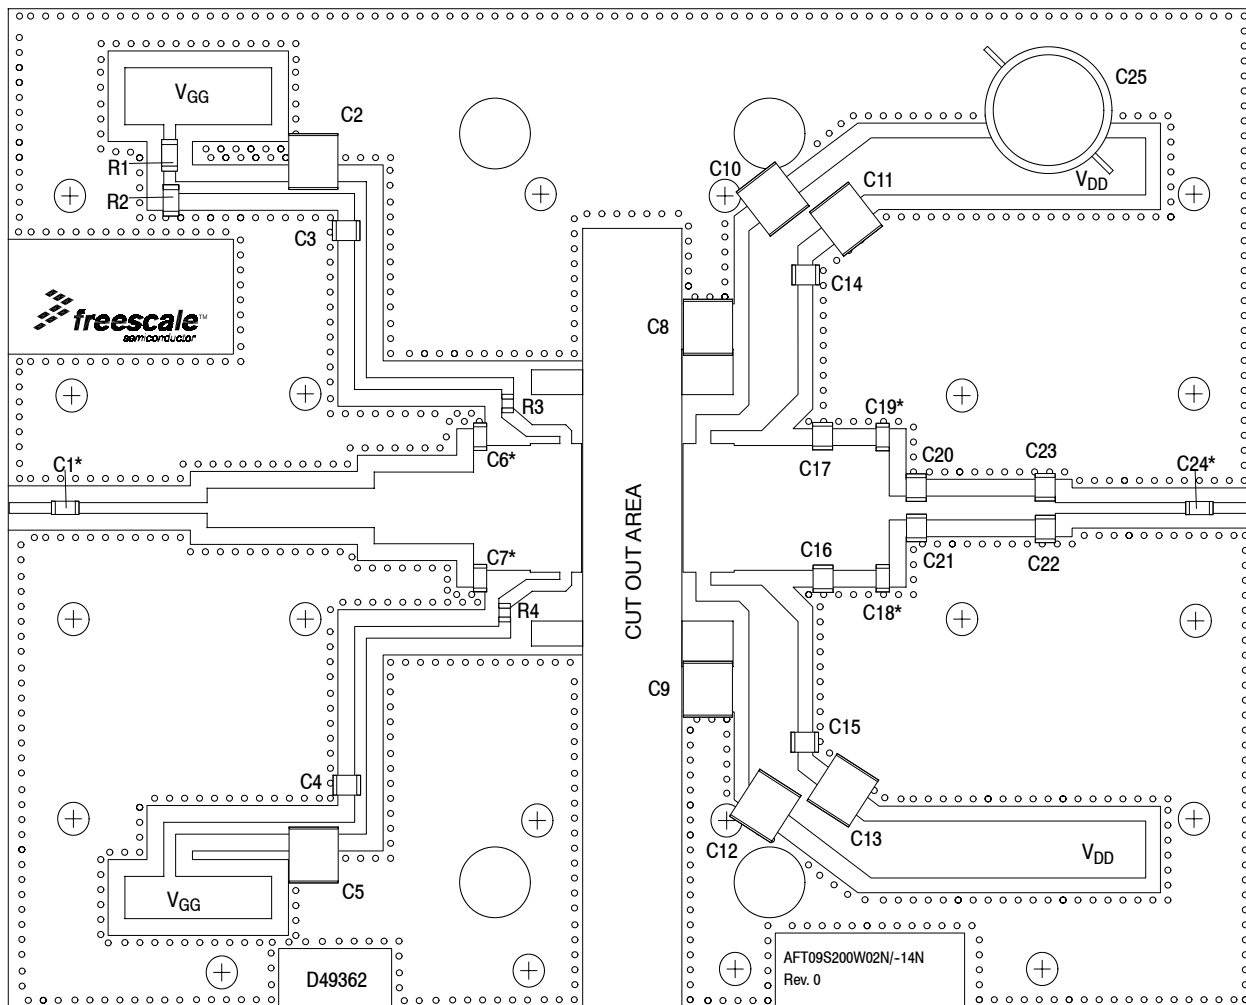 C25
VGG
C2
R1
C10
C11
VDD
R2
C3
C14
freescale™
semiconductor
C8
R3
C19*
C6*
C17
C20
C23
C1*
C24*
CUT OUT AREA
C7*
C16
C21
C22
R4
C18*
C9
C15
C4
C12
C13
VDD
C5
VGG
AFT09S200W02N/-14N
Rev. 0
D49362